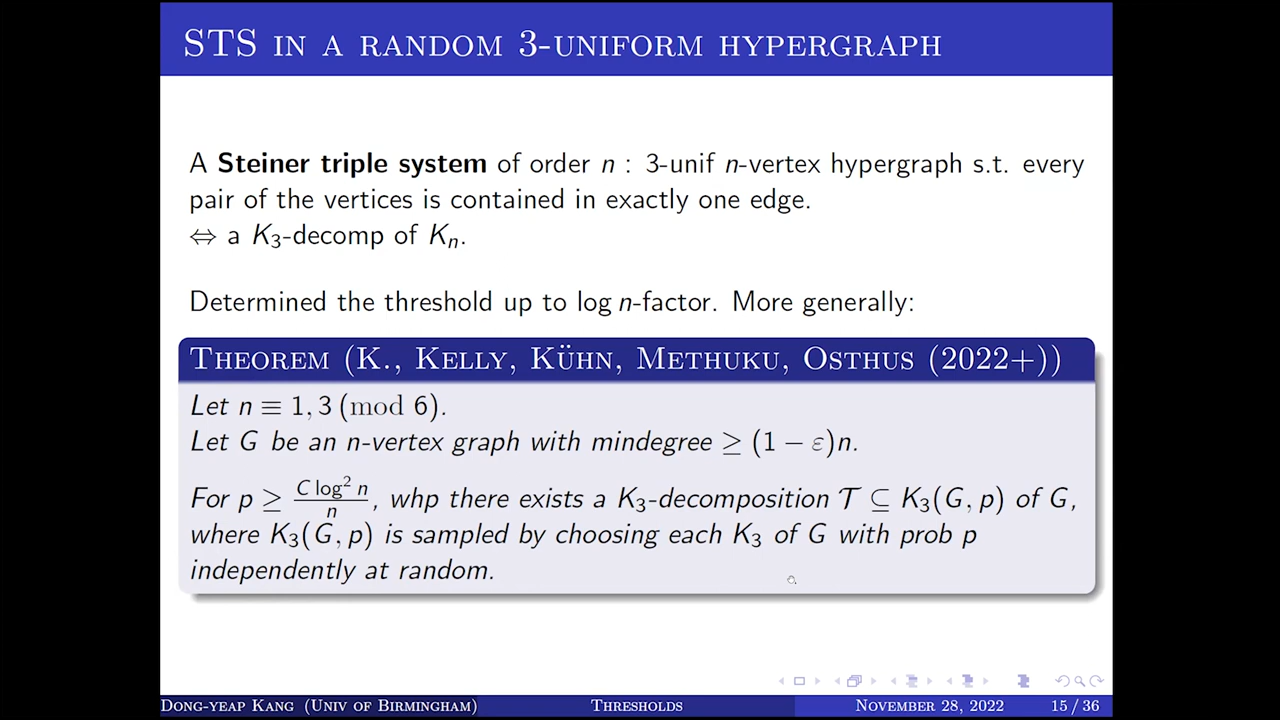 STS IN A RANDOM 3-UNIFORM HYPERGRAPH
A Steiner triple system of order n : 3-unif n-vertex hypergraph s.t. every
pair of the vertices is contained in exactly one edge.
⇔ a K₃-decomp of Kₙ.
Determined the threshold up to log n-factor. More generally:
THEOREM (K., KELLY, KÜHN, METHUKU, OSTHUS (2022+))
Let n ≡ 1, 3 (mod 6).
Let G be an n-vertex graph with mindegree ≥ (1 − ε)n.
For p ≥ C log² n / n, whp there exists a K₃-decomposition 𝒯 ⊆ K₃(G, p) of G,
where K₃(G, p) is sampled by choosing each K₃ of G with prob p
independently at random.
DONG-YEAP KANG (UNIV OF BIRMINGHAM) THRESHOLDS NOVEMBER 28, 2022 15 / 36